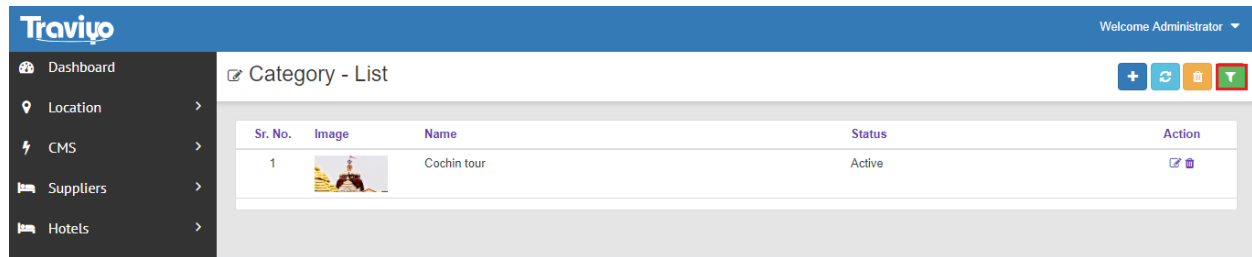 Traviyo
Welcome Administrator
Dashboard
Category - List
Location
CMS
Suppliers
Hotels
Sr. No. Image Name Status Action
1 Cochin tour Active